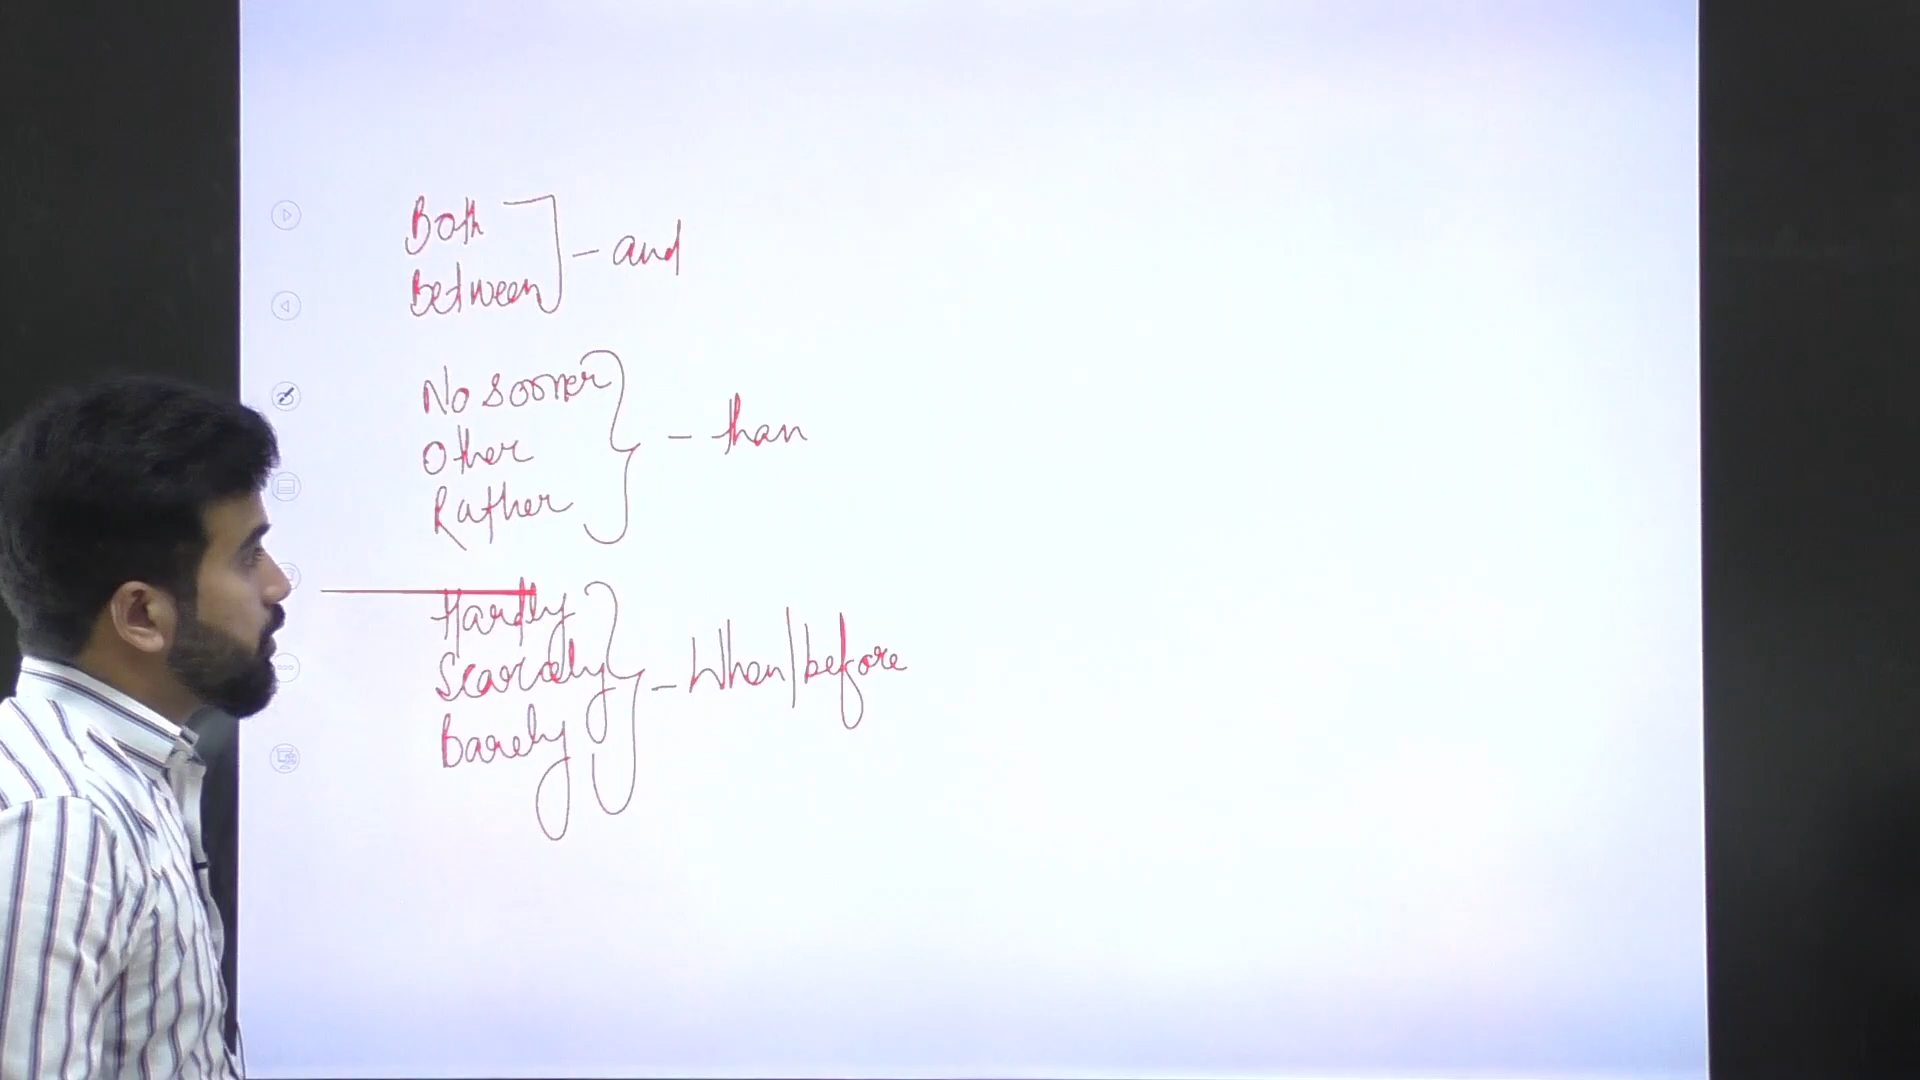 Both
Between
- and
No sooner
Other
Rather
- than
Hardly
Scarcely
Barely
- When/before